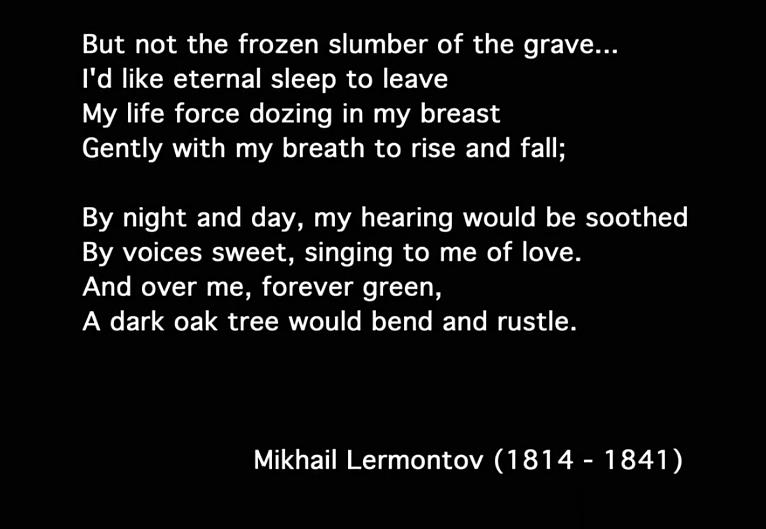 But not the frozen slumber of the grave...
I'd like eternal sleep to leave
My life force dozing in my breast
Gently with my breath to rise and fall;
By night and day, my hearing would be soothed
By voices sweet, singing to me of love.
And over me, forever green,
A dark oak tree would bend and rustle.
Mikhail Lermontov (1814 - 1841)